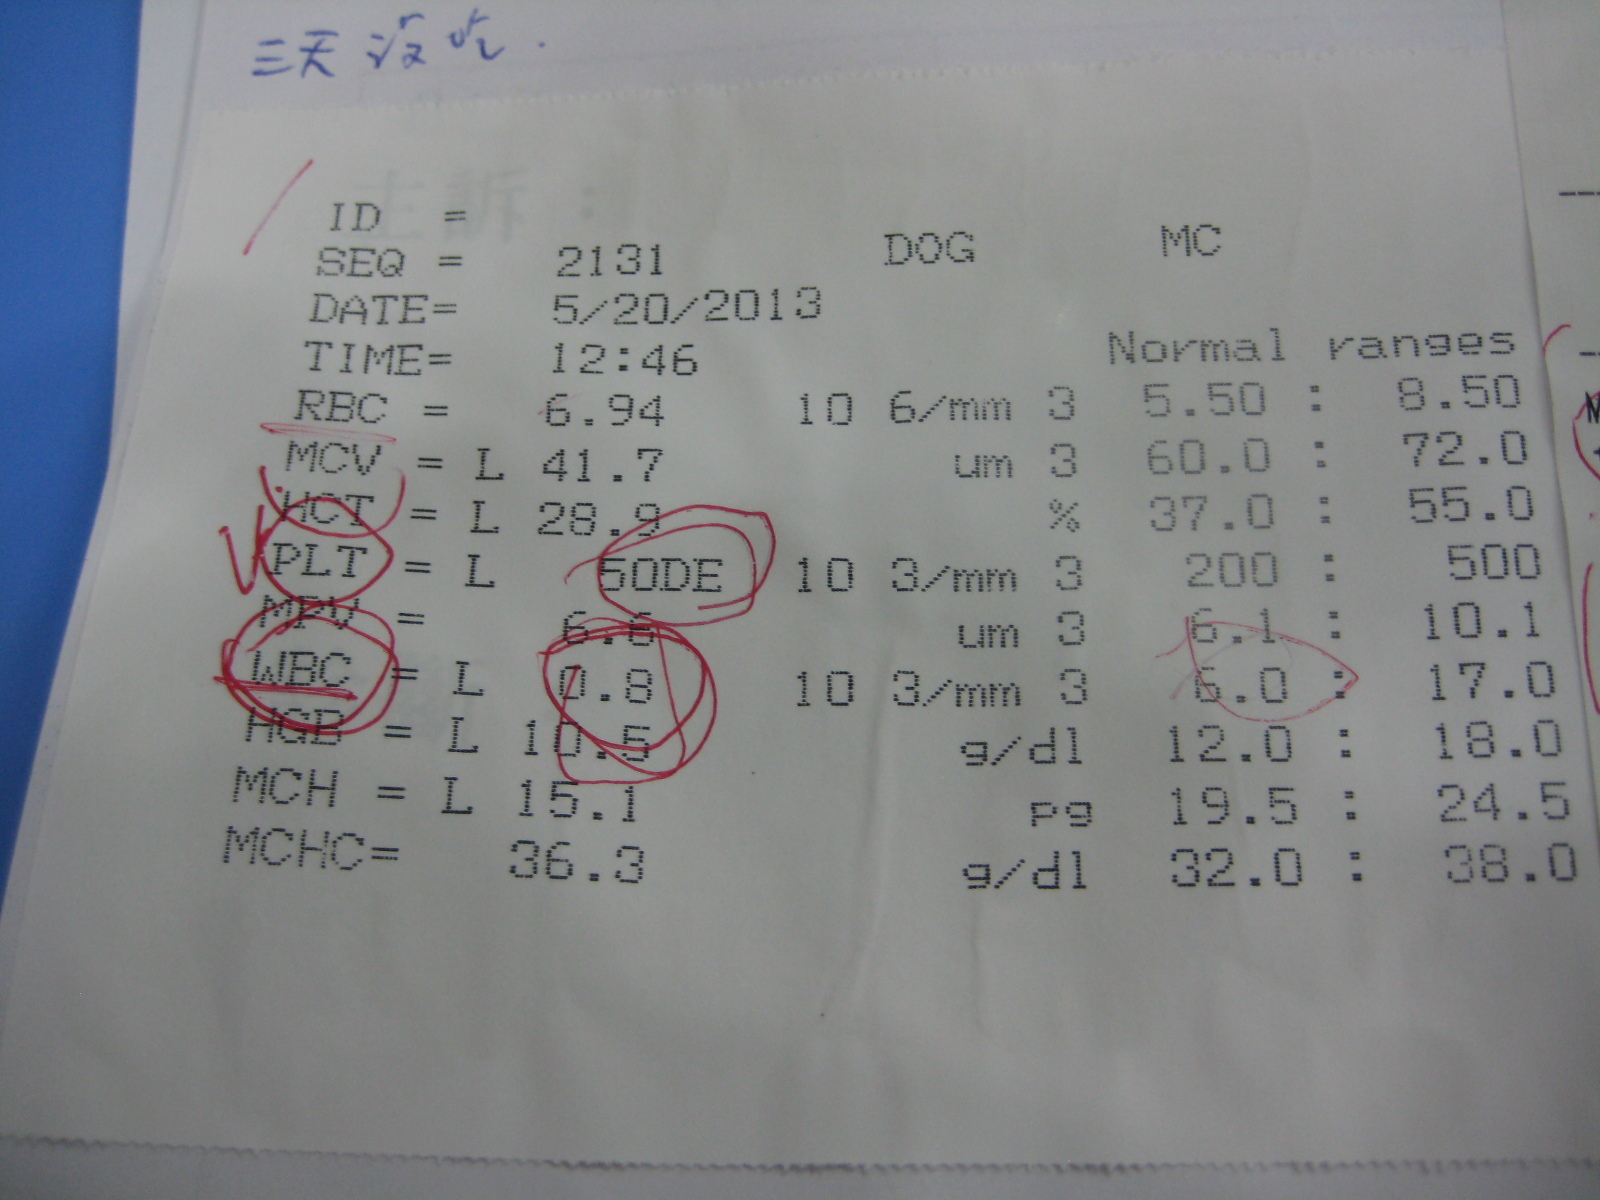 三天没吃.
ID =
SEQ = 2131 DOG MC
DATE= 5/20/2013
TIME= 12:46 Normal ranges
RBC = 6.94 10 6/mm 3 5.50 : 8.50
MCV = L 41.7 um 3 60.0 : 72.0
HCT = L 28.9 % 37.0 : 55.0
PLT = L 50DE 10 3/mm 3 200 : 500
MPV = 6.6 um 3 6.1 : 10.1
WBC = L 0.8 10 3/mm 3 6.0 : 17.0
HGB = L 10.5 g/dl 12.0 : 18.0
MCH = L 15.1 pg 19.5 : 24.5
MCHC= 36.3 g/dl 32.0 : 38.0